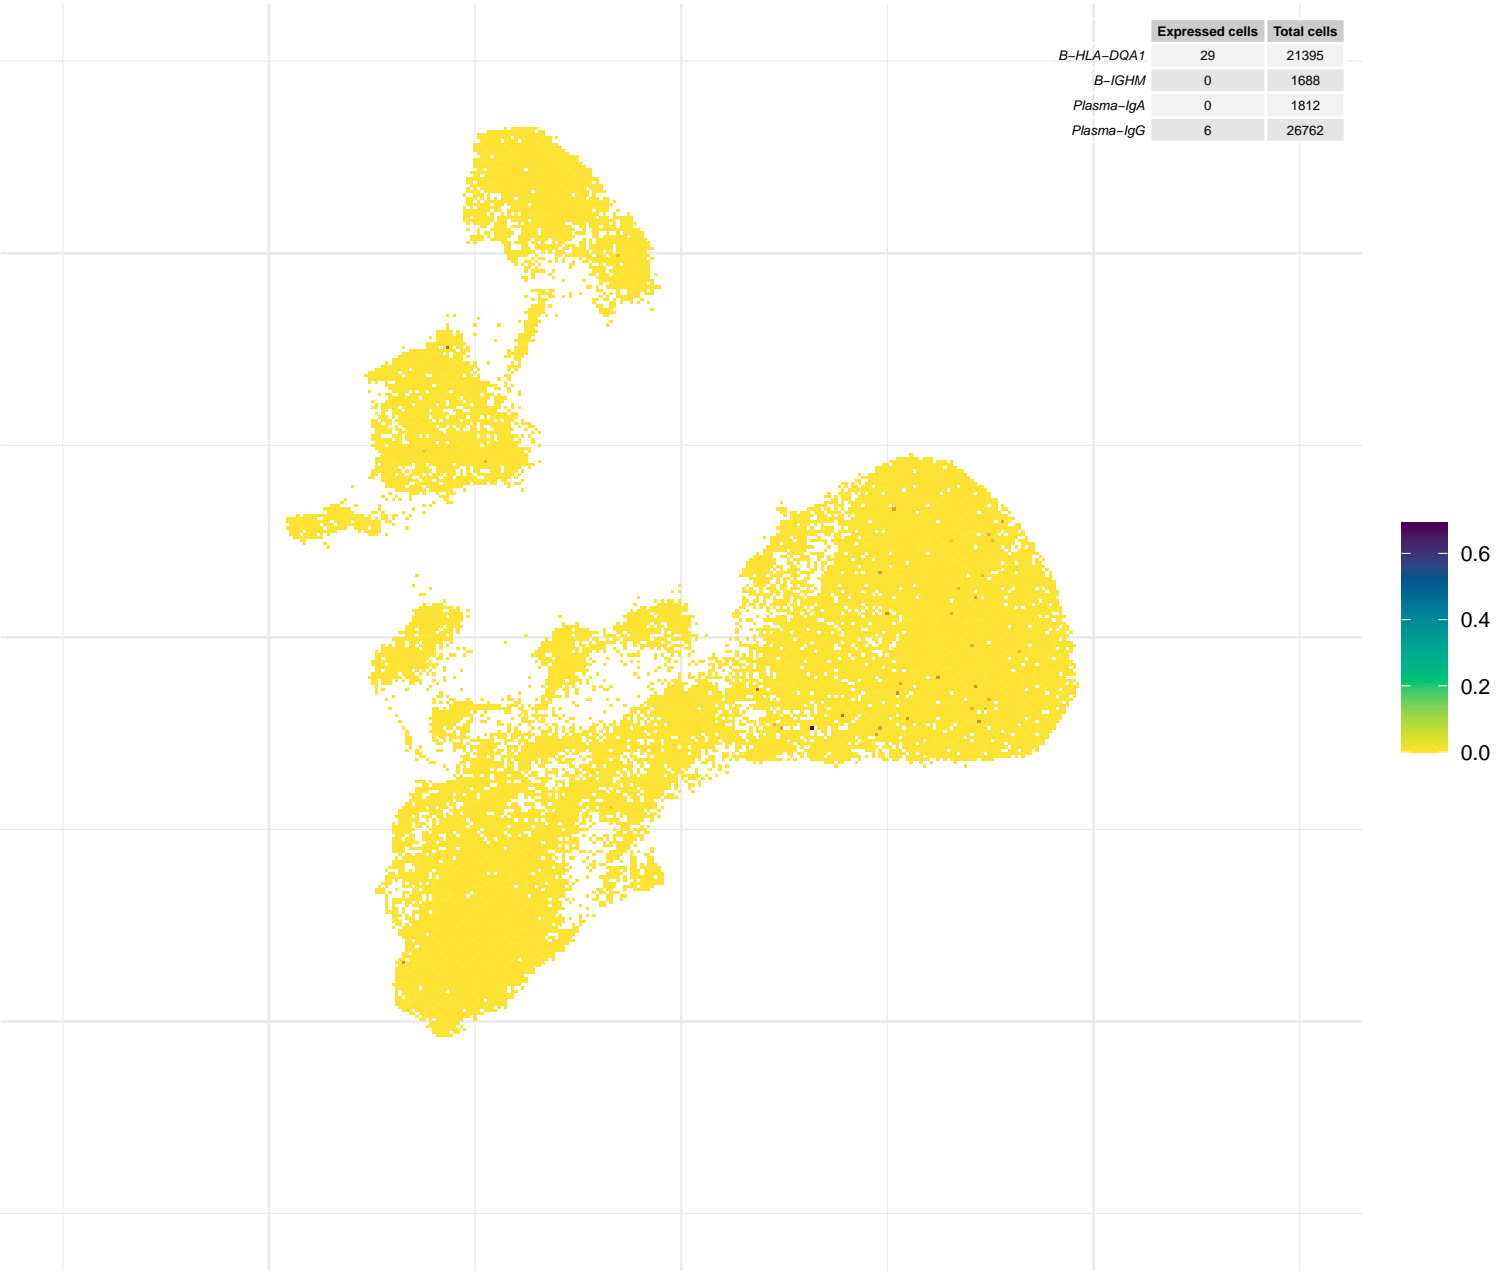 Expressed cells Total cells
B−HLA−DQA1 29 21395
B−IGHM 0 1688
Plasma−IgA 0 1812
Plasma−IgG 6 26762
0.6
0.4
0.2
0.0